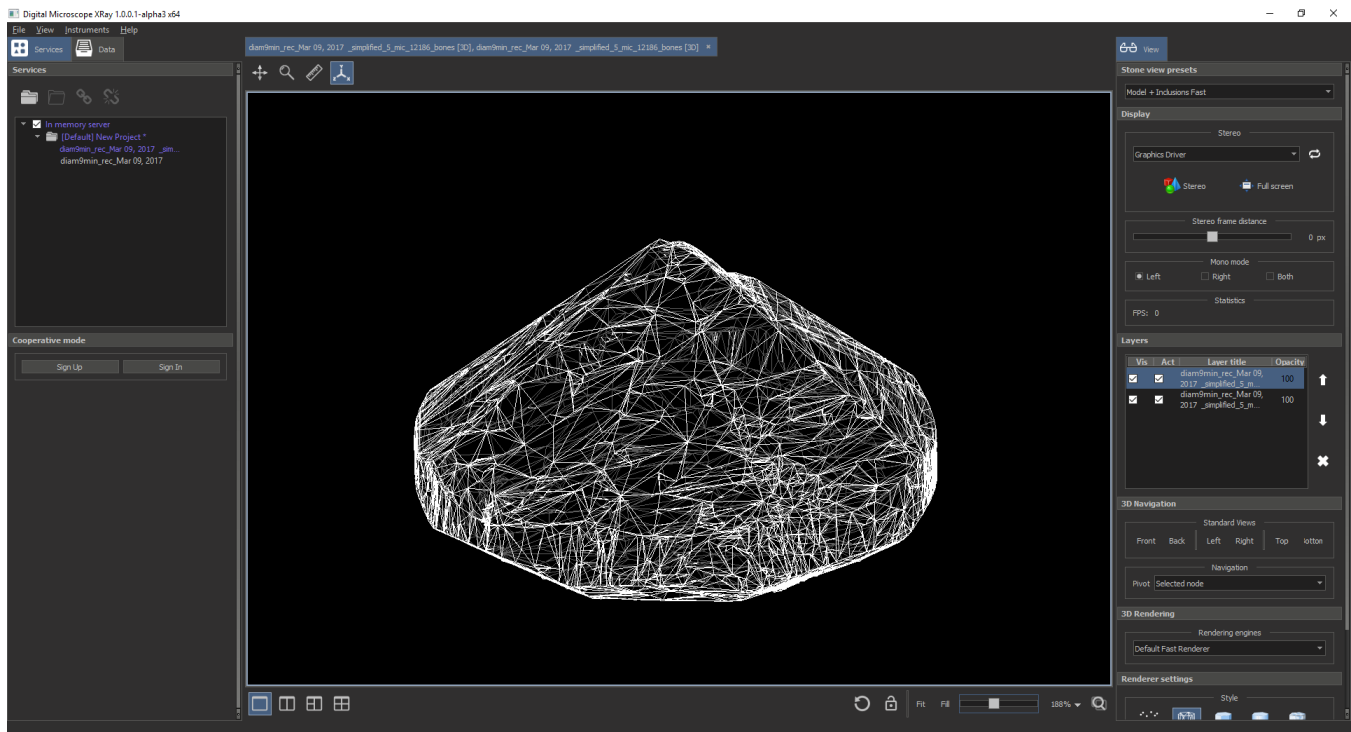 Digital Microscope XRay 1.0.0.1-alpha3 x64
File View Instruments Help
Services Data
Services
In memory server
[Default] New Project *
diam9min_rec_Mar 09, 2017 _sim...
diam9min_rec_Mar 09, 2017
Cooperative mode
Sign Up Sign In
diam9min_rec_Mar 09, 2017 _simplified_5_mic_12186_bones [3D], diam9min_rec_Mar 09, 2017 _simplified_5_mic_12186_bones [3D] ×
Fit Fill 188%
View
Stone view presets
Model + Inclusions Fast
Display
Stereo
Graphics Driver
Stereo Full screen
Stereo frame distance
0 px
Mono mode
Left Right Both
Statistics
FPS: 0
Layers
Vis Act Layer title Opacity
diam9min_rec_Mar 09,
2017 _simplified_5_m... 100
diam9min_rec_Mar 09,
2017 _simplified_5_m... 100
3D Navigation
Standard Views
Front Back Left Right Top otton
Navigation
Pivot Selected node
3D Rendering
Rendering engines
Default Fast Renderer
Renderer settings
Style